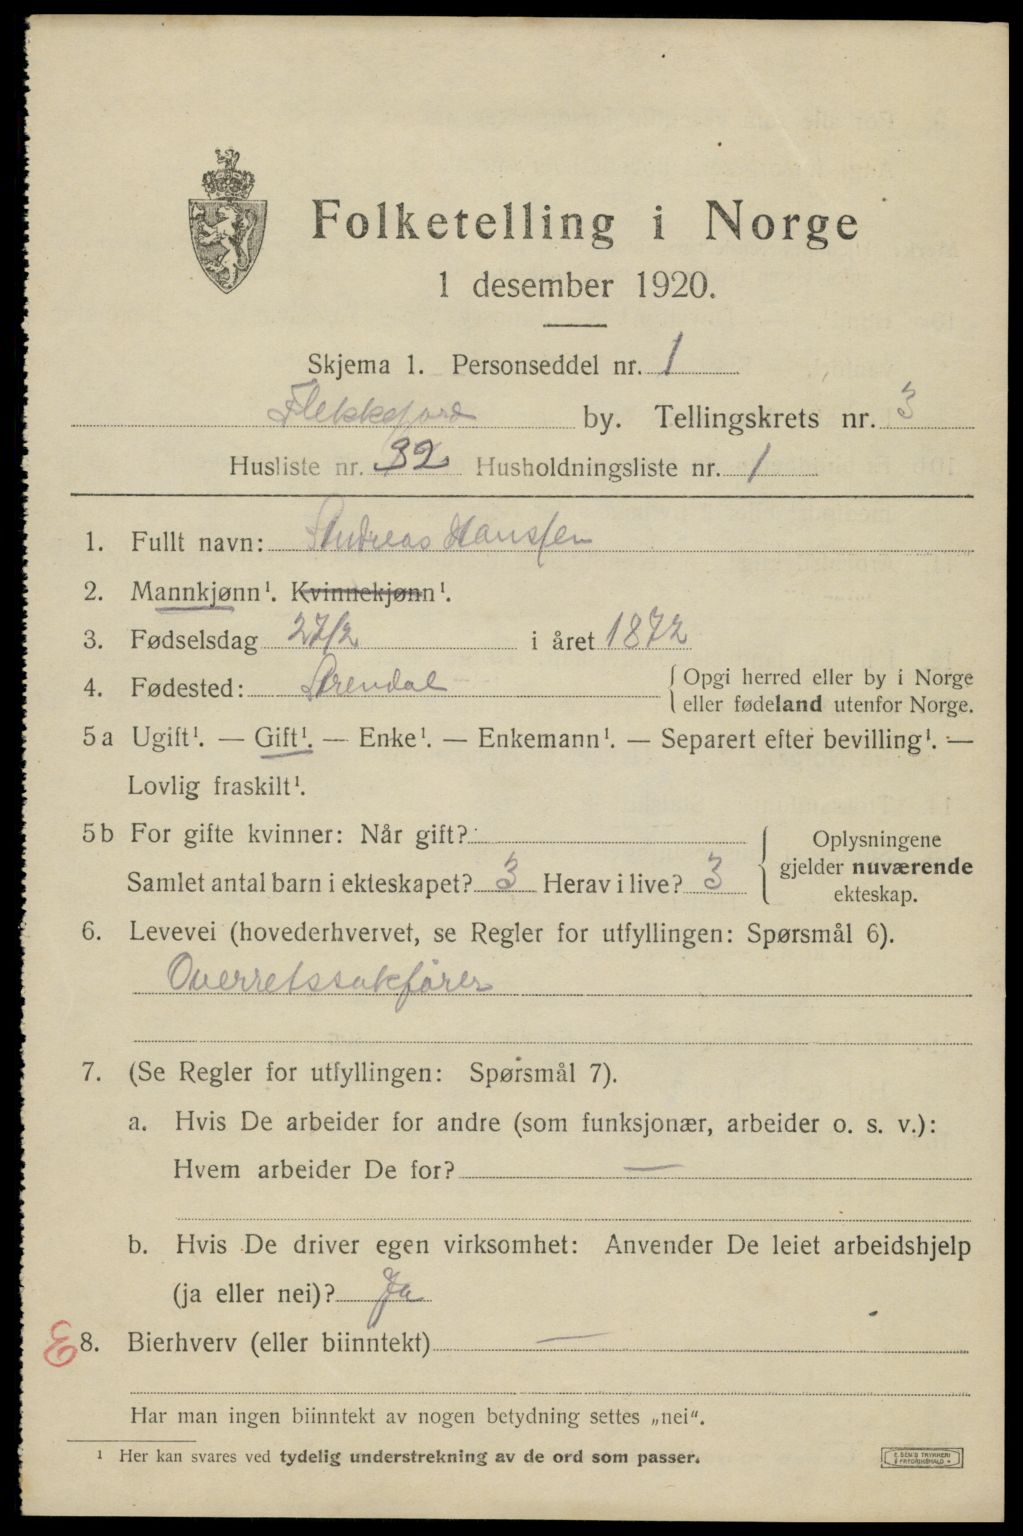 Folketelling i Norge
1 desember 1920.
Skjema 1. Personseddel nr. 1
Flekkefjord by. Tellingskrets nr. 3
Husliste nr. 32 Husholdningsliste nr. 1
1. Fullt navn: Andreas Hanssen
2. Mannkjønn¹. Kvinnekjønn¹.
3. Fødselsdag 27/2 i året 1872
4. Fødested: Arendal { Opgi herred eller by i Norge
eller fødeland utenfor Norge.
5a Ugift¹. — Gift¹. — Enke¹. — Enkemann¹. — Separert efter bevilling¹. —
Lovlig fraskilt¹.
5b For gifte kvinner: Når gift?
Samlet antal barn i ekteskapet? 3 Herav i live? 3
Oplysningene
gjelder nuværende
ekteskap.
6. Levevei (hovederhvervet, se Regler for utfyllingen: Spørsmål 6).
Overretssakfører
7. (Se Regler for utfyllingen: Spørsmål 7).
a. Hvis De arbeider for andre (som funksjonær, arbeider o. s. v.):
Hvem arbeider De for? —
b. Hvis De driver egen virksomhet: Anvender De leiet arbeidshjelp
(ja eller nei)? Ja
8. Bierhverv (eller biinntekt) —
Har man ingen biinntekt av nogen betydning settes „nei".
¹ Her kan svares ved tydelig understrekning av de ord som passer.